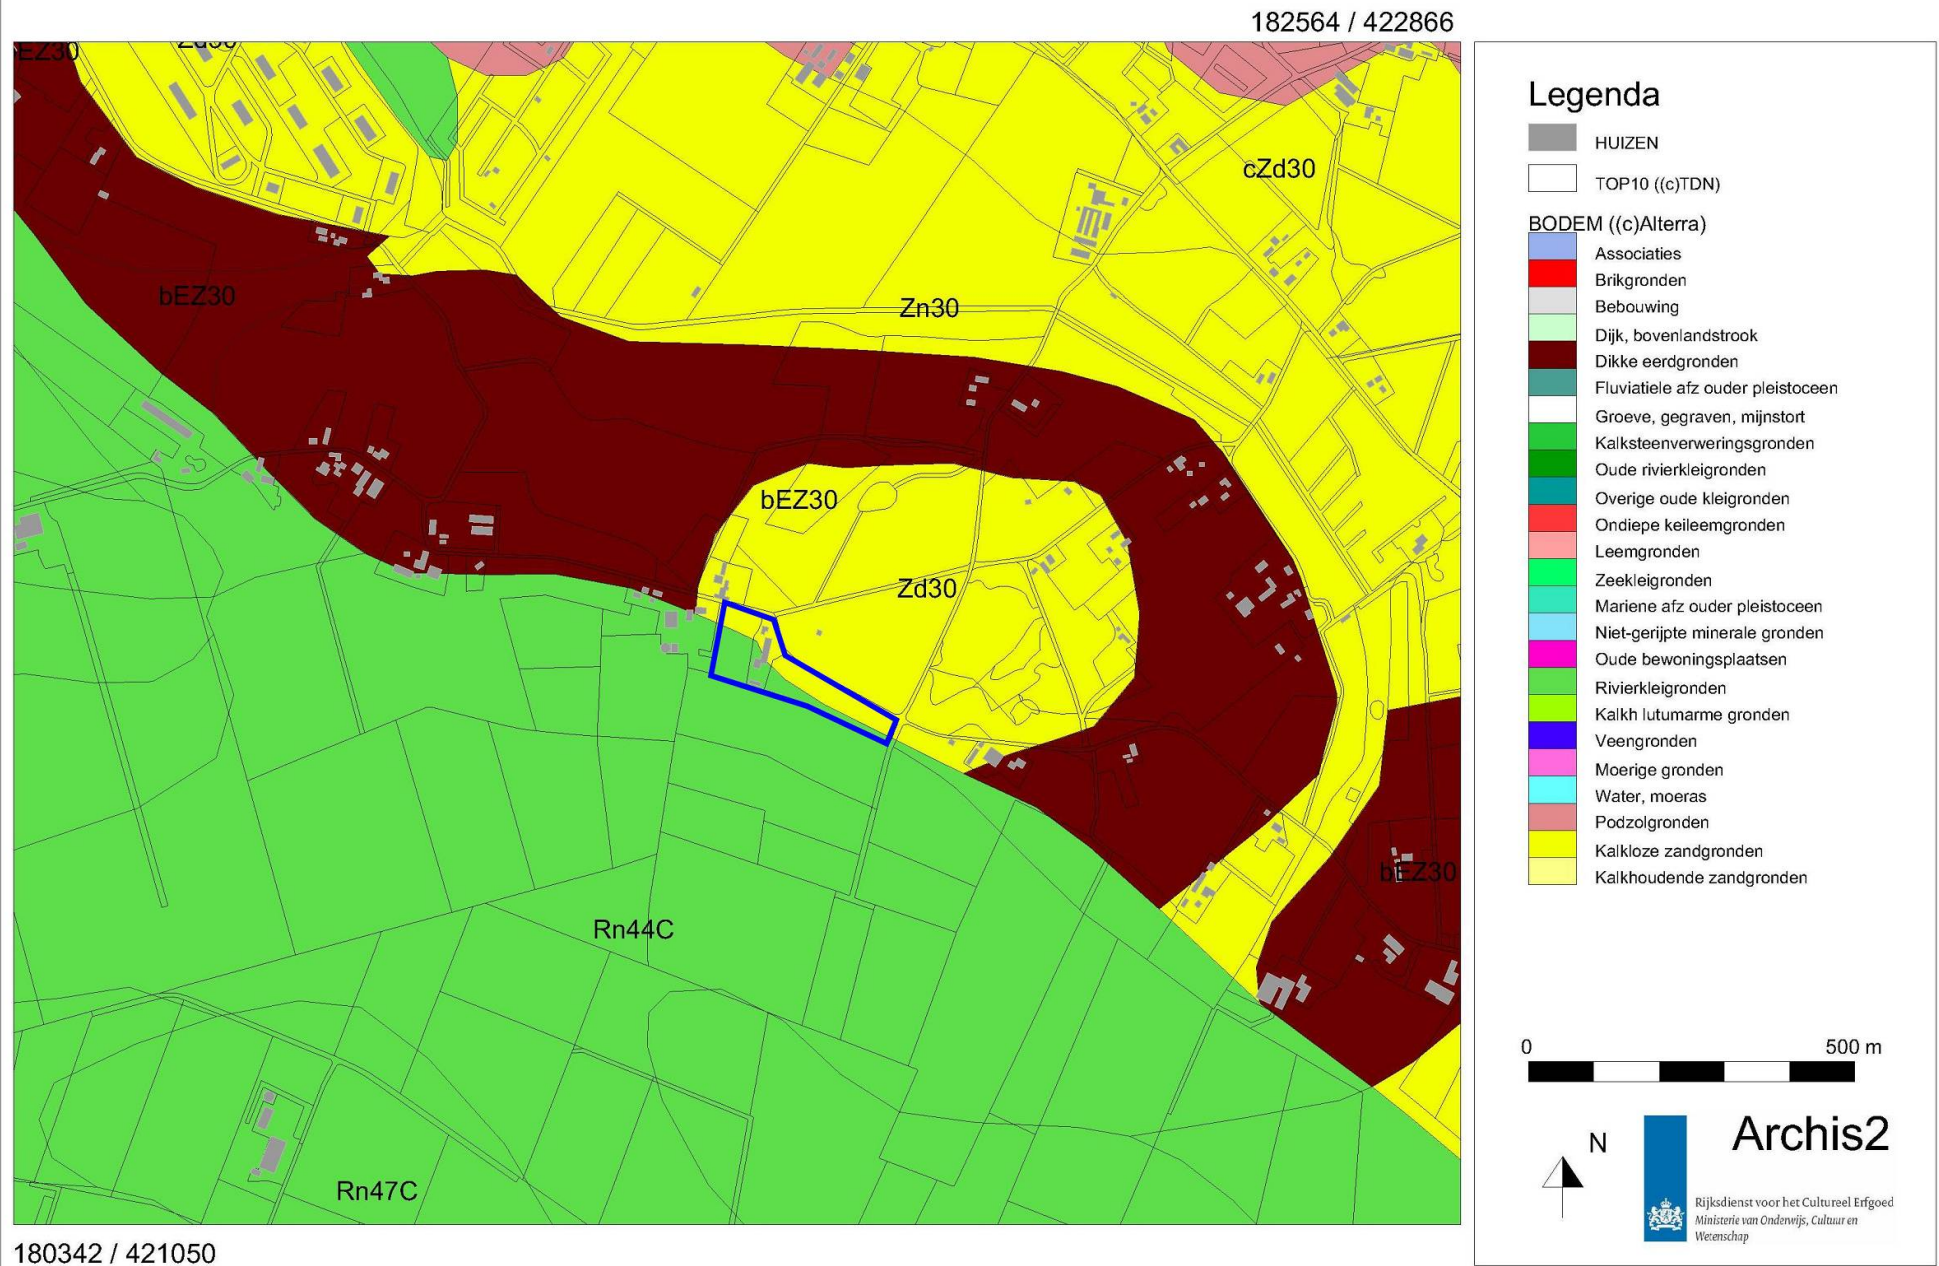 182564 / 422866
bEZ30
Zd30
cZd30
bEZ30
Zn30
bEZ30
Zd30
bEZ30
Rn44C
Rn47C
180342 / 421050
Legenda
HUIZEN
TOP10 ((c)TDN)
BODEM ((c)Alterra)
Associaties
Brikgronden
Bebouwing
Dijk, bovenlandstrook
Dikke eerdgronden
Fluviatiele afz ouder pleistoceen
Groeve, gegraven, mijnstort
Kalksteenverweringsgronden
Oude rivierkleigronden
Overige oude kleigronden
Ondiepe keileemgronden
Leemgronden
Zeekleigronden
Mariene afz ouder pleistoceen
Niet-gerijpte minerale gronden
Oude bewoningsplaatsen
Rivierkleigronden
Kalkh lutumarme gronden
Veengronden
Moerige gronden
Water, moeras
Podzolgronden
Kalkloze zandgronden
Kalkhoudende zandgronden
0 500 m
N
Archis2
Rijksdienst voor het Cultureel Erfgoed
Ministerie van Onderwijs, Cultuur en
Wetenschap